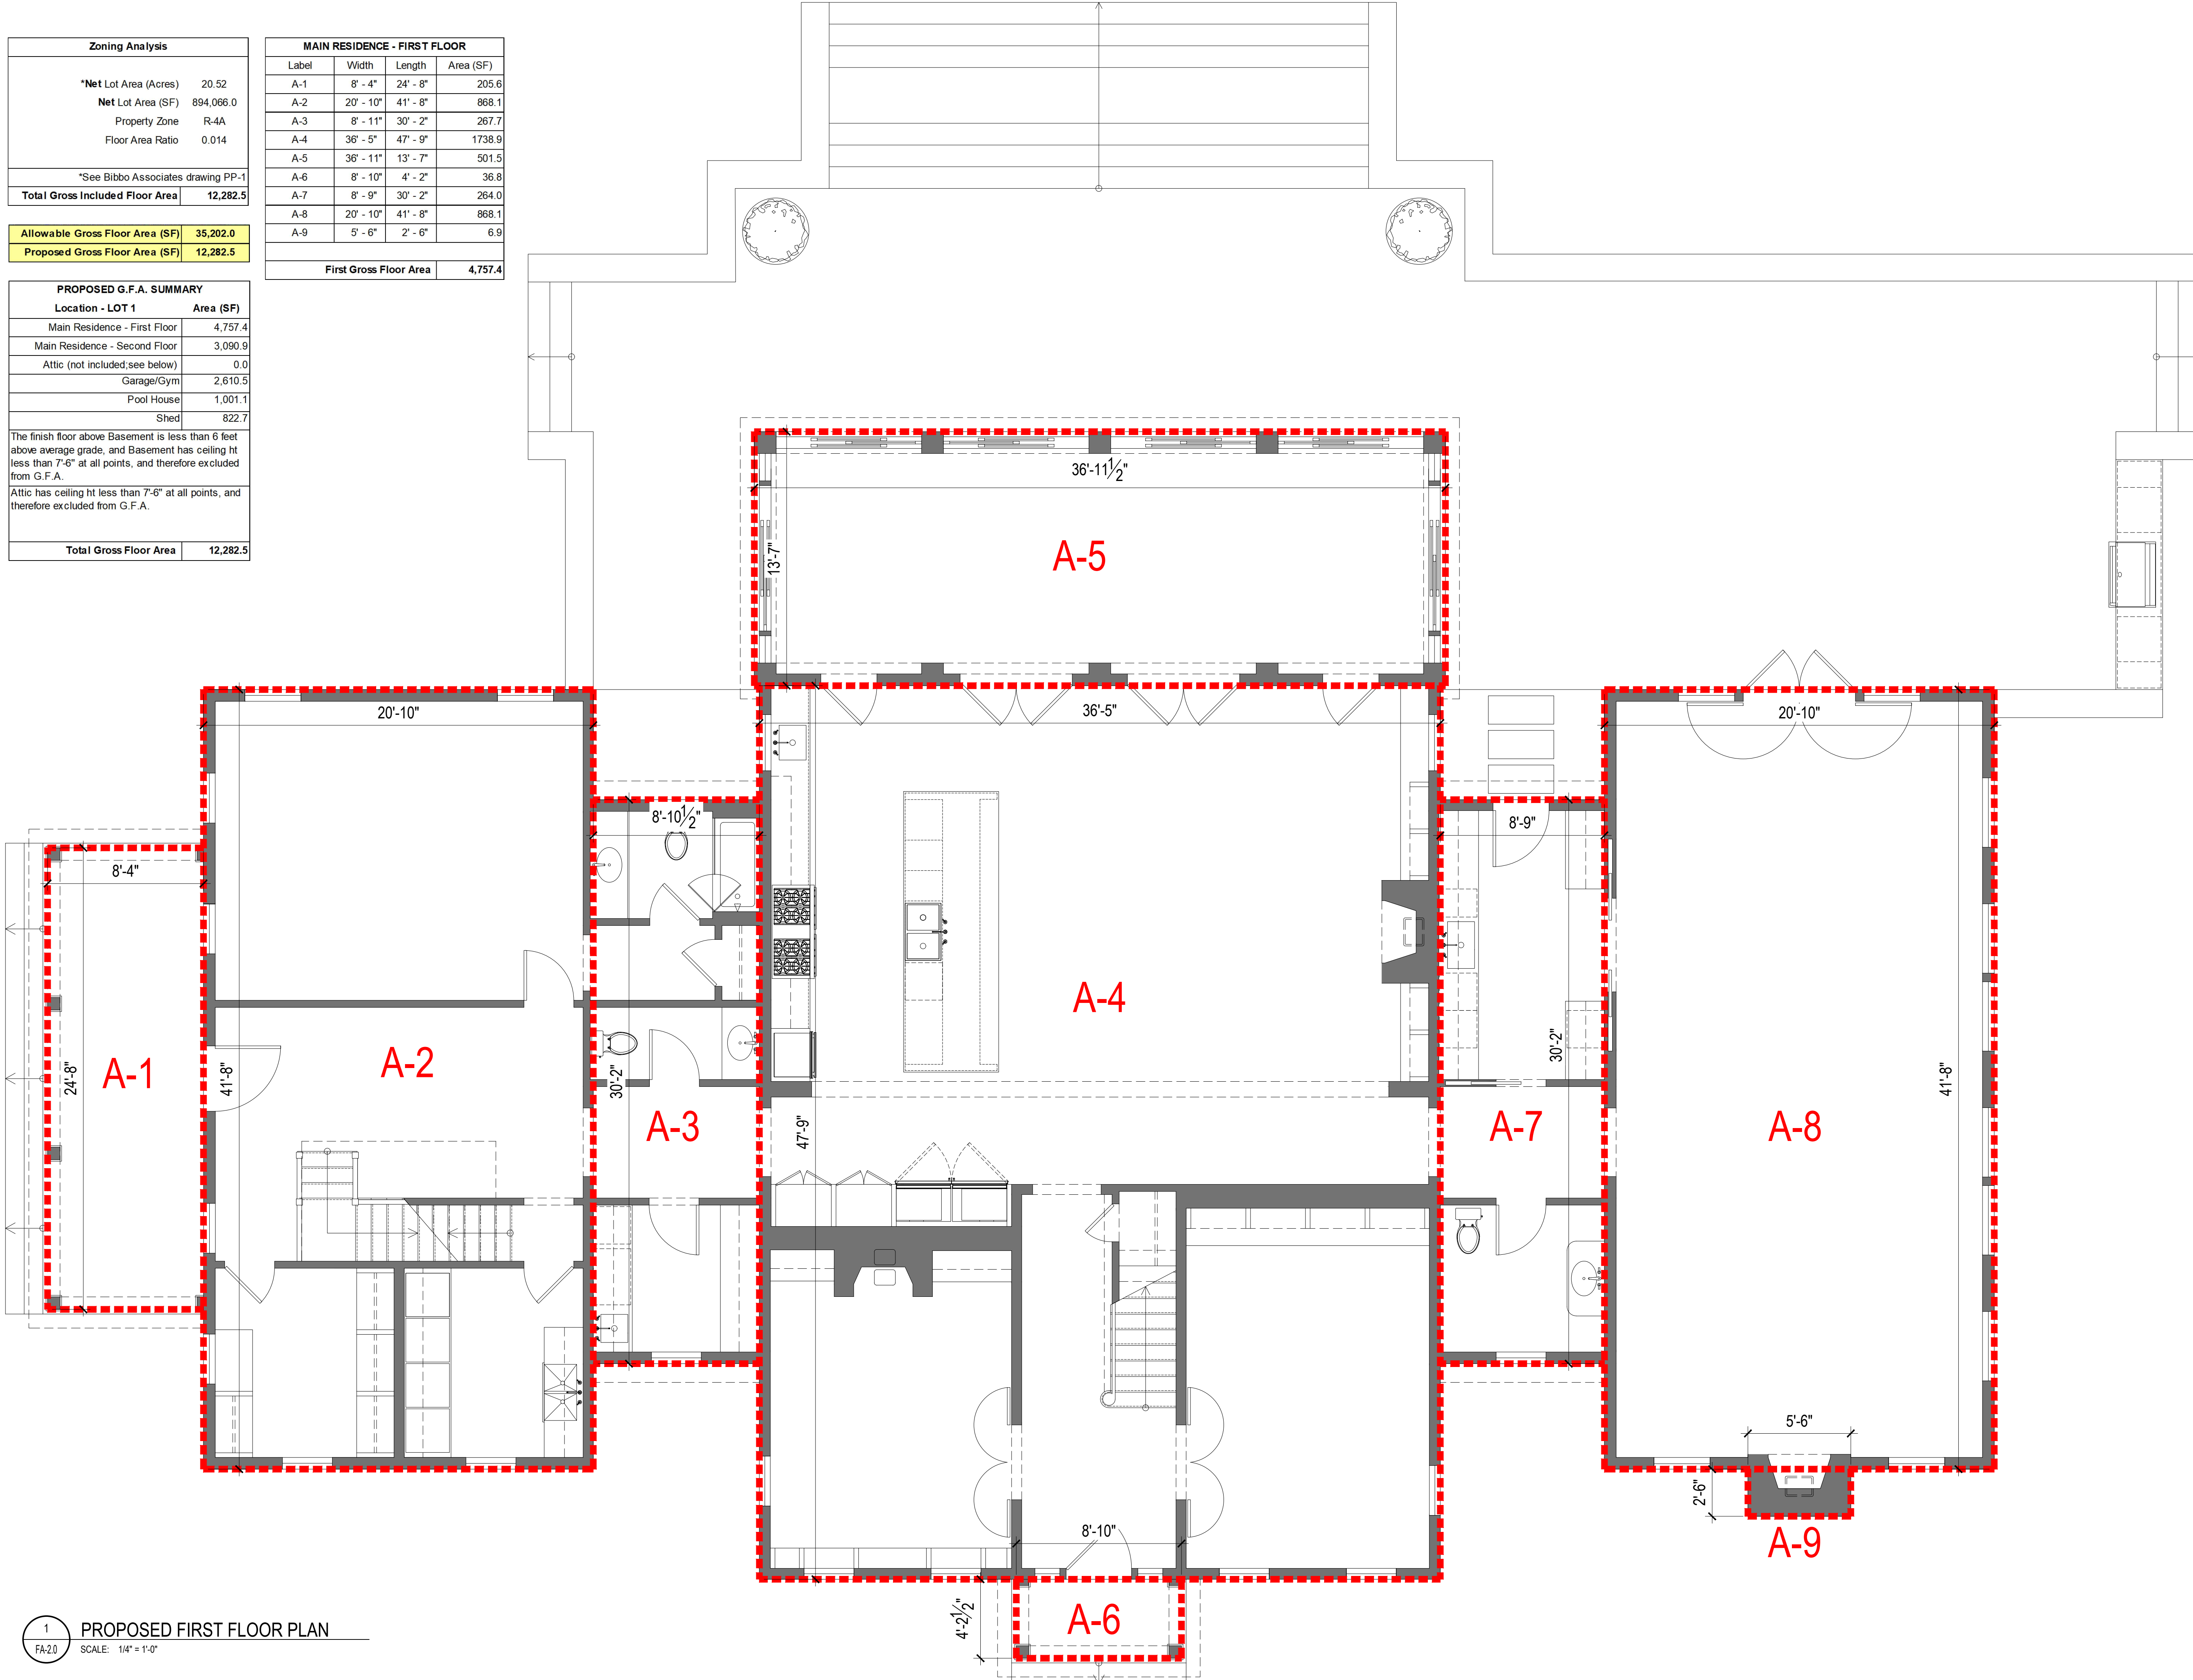 Zoning Analysis
*Net Lot Area (Acres) 20.52
Net Lot Area (SF) 894,066.0
Property Zone R-4A
Floor Area Ratio 0.014
*See Bibbo Associates drawing PP-1
Total Gross Included Floor Area 12,282.5
Allowable Gross Floor Area (SF) 35,202.0
Proposed Gross Floor Area (SF) 12,282.5
PROPOSED G.F.A. SUMMARY
Location - LOT 1 Area (SF)
Main Residence - First Floor 4,757.4
Main Residence - Second Floor 3,090.9
Attic (not included;see below) 0.0
Garage/Gym 2,610.5
Pool House 1,001.1
Shed 822.7
The finish floor above Basement is less than 6 feet
above average grade, and Basement has ceiling ht
less than 7'-6" at all points, and therefore excluded
from G.F.A.
Attic has ceiling ht less than 7'-6" at all points, and
therefore excluded from G.F.A.
Total Gross Floor Area 12,282.5
MAIN RESIDENCE - FIRST FLOOR
Label Width Length Area (SF)
A-1 8' - 4" 24' - 8" 205.6
A-2 20' - 10" 41' - 8" 868.1
A-3 8' - 11" 30' - 2" 267.7
A-4 36' - 5" 47' - 9" 1738.9
A-5 36' - 11" 13' - 7" 501.5
A-6 8' - 10" 4' - 2" 36.8
A-7 8' - 9" 30' - 2" 264.0
A-8 20' - 10" 41' - 8" 868.1
A-9 5' - 6" 2' - 6" 6.9
First Gross Floor Area 4,757.4
36'-11 1/2"
13'-7"
A-5
20'-10"
36'-5"
20'-10"
8'-10 1/2"
8'-9"
8'-4"
A-4
24'-8"
A-1
41'-8"
A-2
30'-2"
30'-2"
41'-8"
A-3
47'-9"
A-7
A-8
5'-6"
2'-6"
8'-10"
A-9
4'-2 1/2"
A-6
1
FA-2.0
PROPOSED FIRST FLOOR PLAN
SCALE: 1/4" = 1'-0"